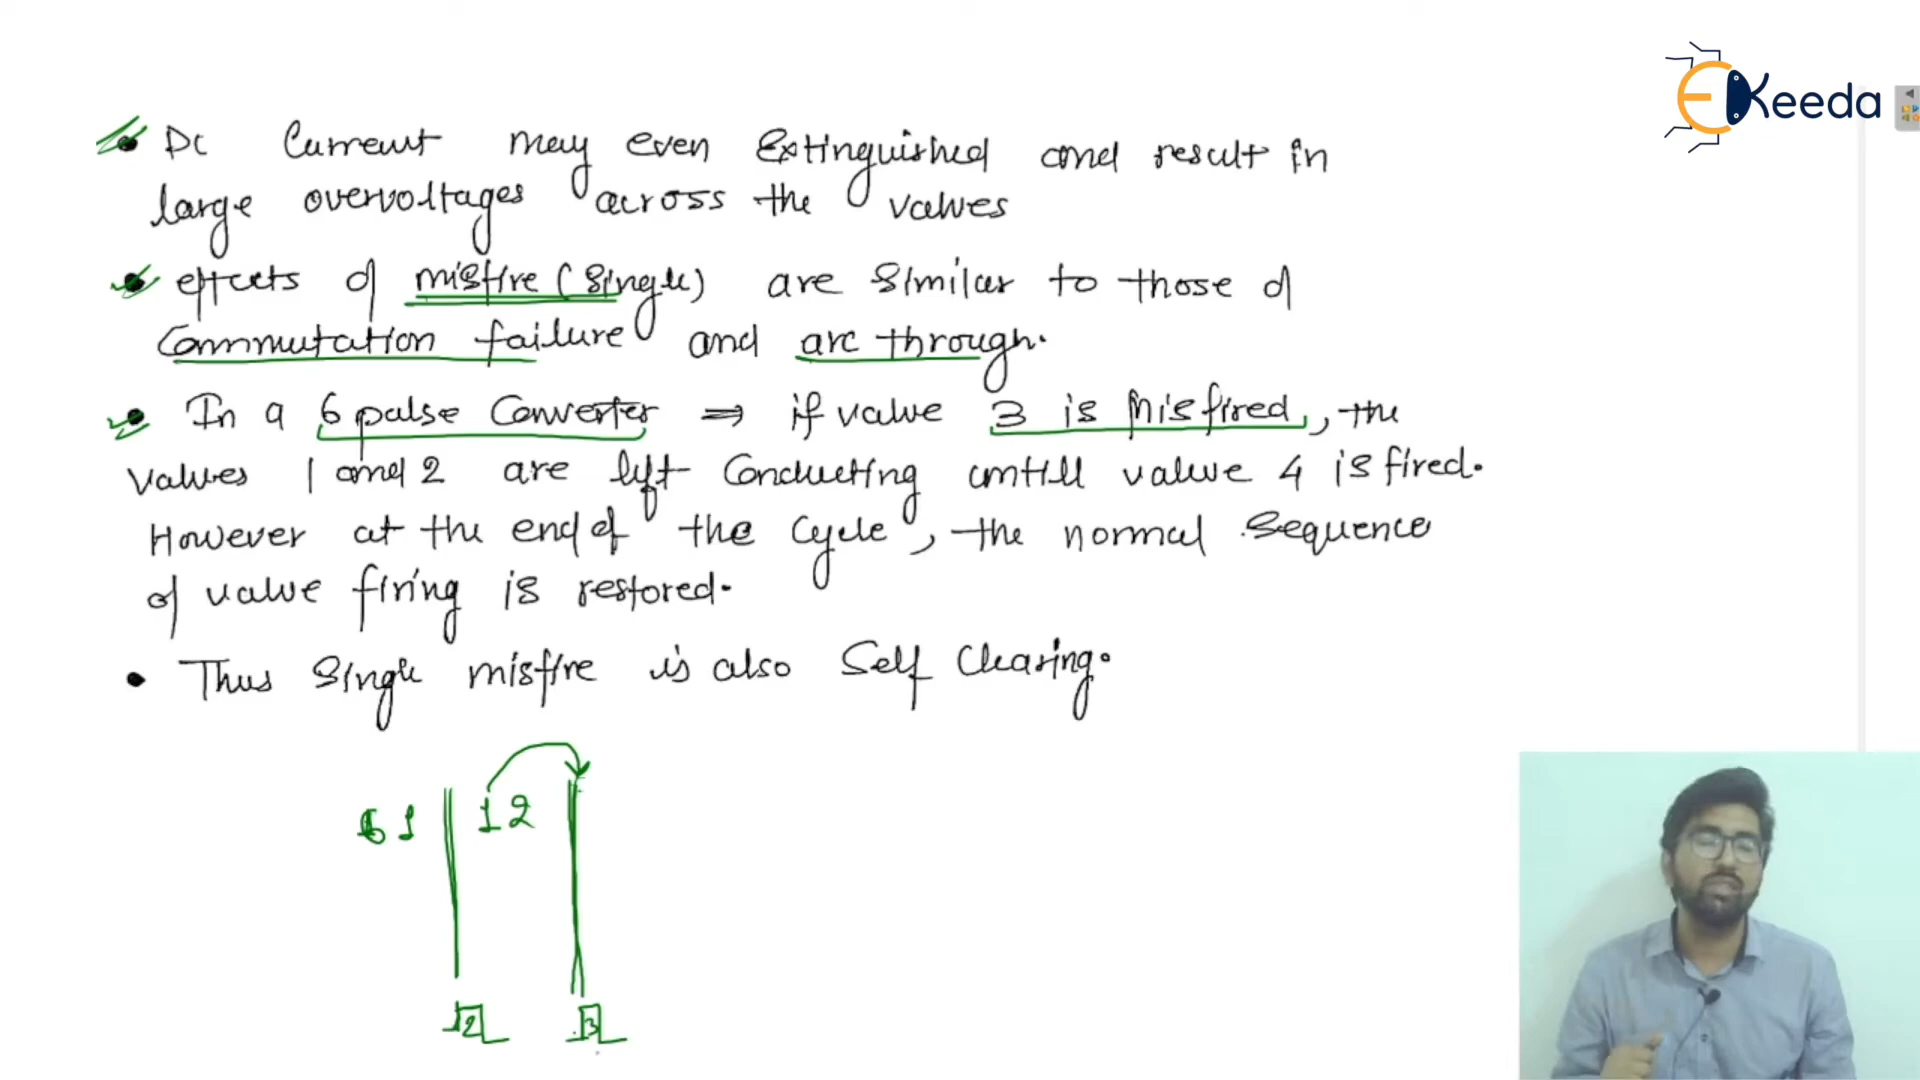 EKeeda
• DC Current may even Extinguished and result in
large overvoltages across the valves
• effects of misfire (single) are similar to those of
Commutation failure and arc through.
• In a 6 pulse Converter ⇒ if valve 3 is Misfired, the
valves 1 and 2 are left Conducting untill valve 4 is fired.
However at the end of the Cycle, the normal Sequence
of valve firing is restored.
• Thus Single misfire is also Self Clearing.
6 1 1 2
2 3